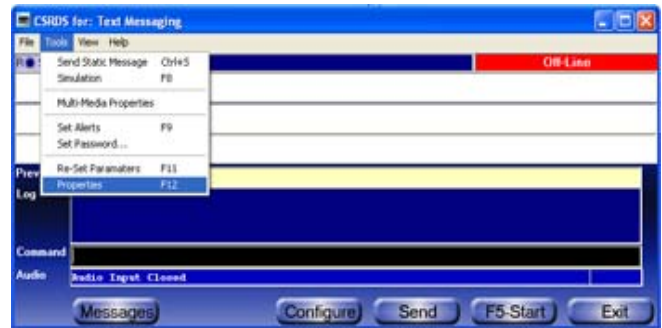 CSRDS for: Text Messaging
File Tools View Help
R Off-Line
Send Static Message Ctrl+S
Simulation F8
Multi-Media Properties
Set Alerts F9
Set Password...
Re-Set Paramaters F11
Prev
Properties F12
Log
Command
Audio Audio Input Closed
Messages Configure Send F5-Start Exit